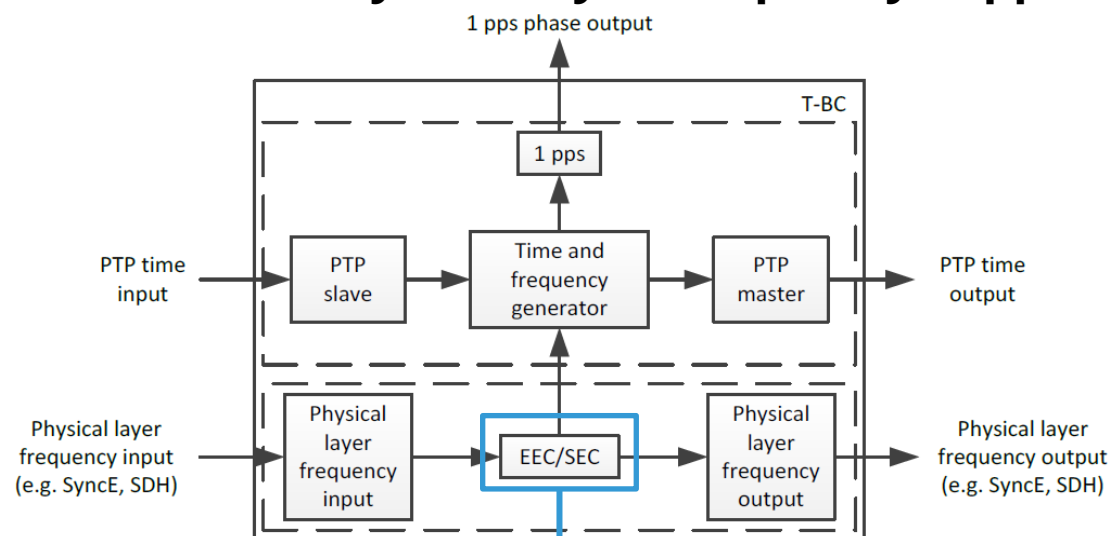 1 pps phase output
T-BC
1 pps
PTP time
input
PTP
slave
Time and
frequency
generator
PTP
master
PTP time
output
Physical layer
frequency input
(e.g. SyncE, SDH)
Physical
layer
frequency
input
EEC/SEC
Physical
layer
frequency
output
Physical layer
frequency output
(e.g. SyncE, SDH)